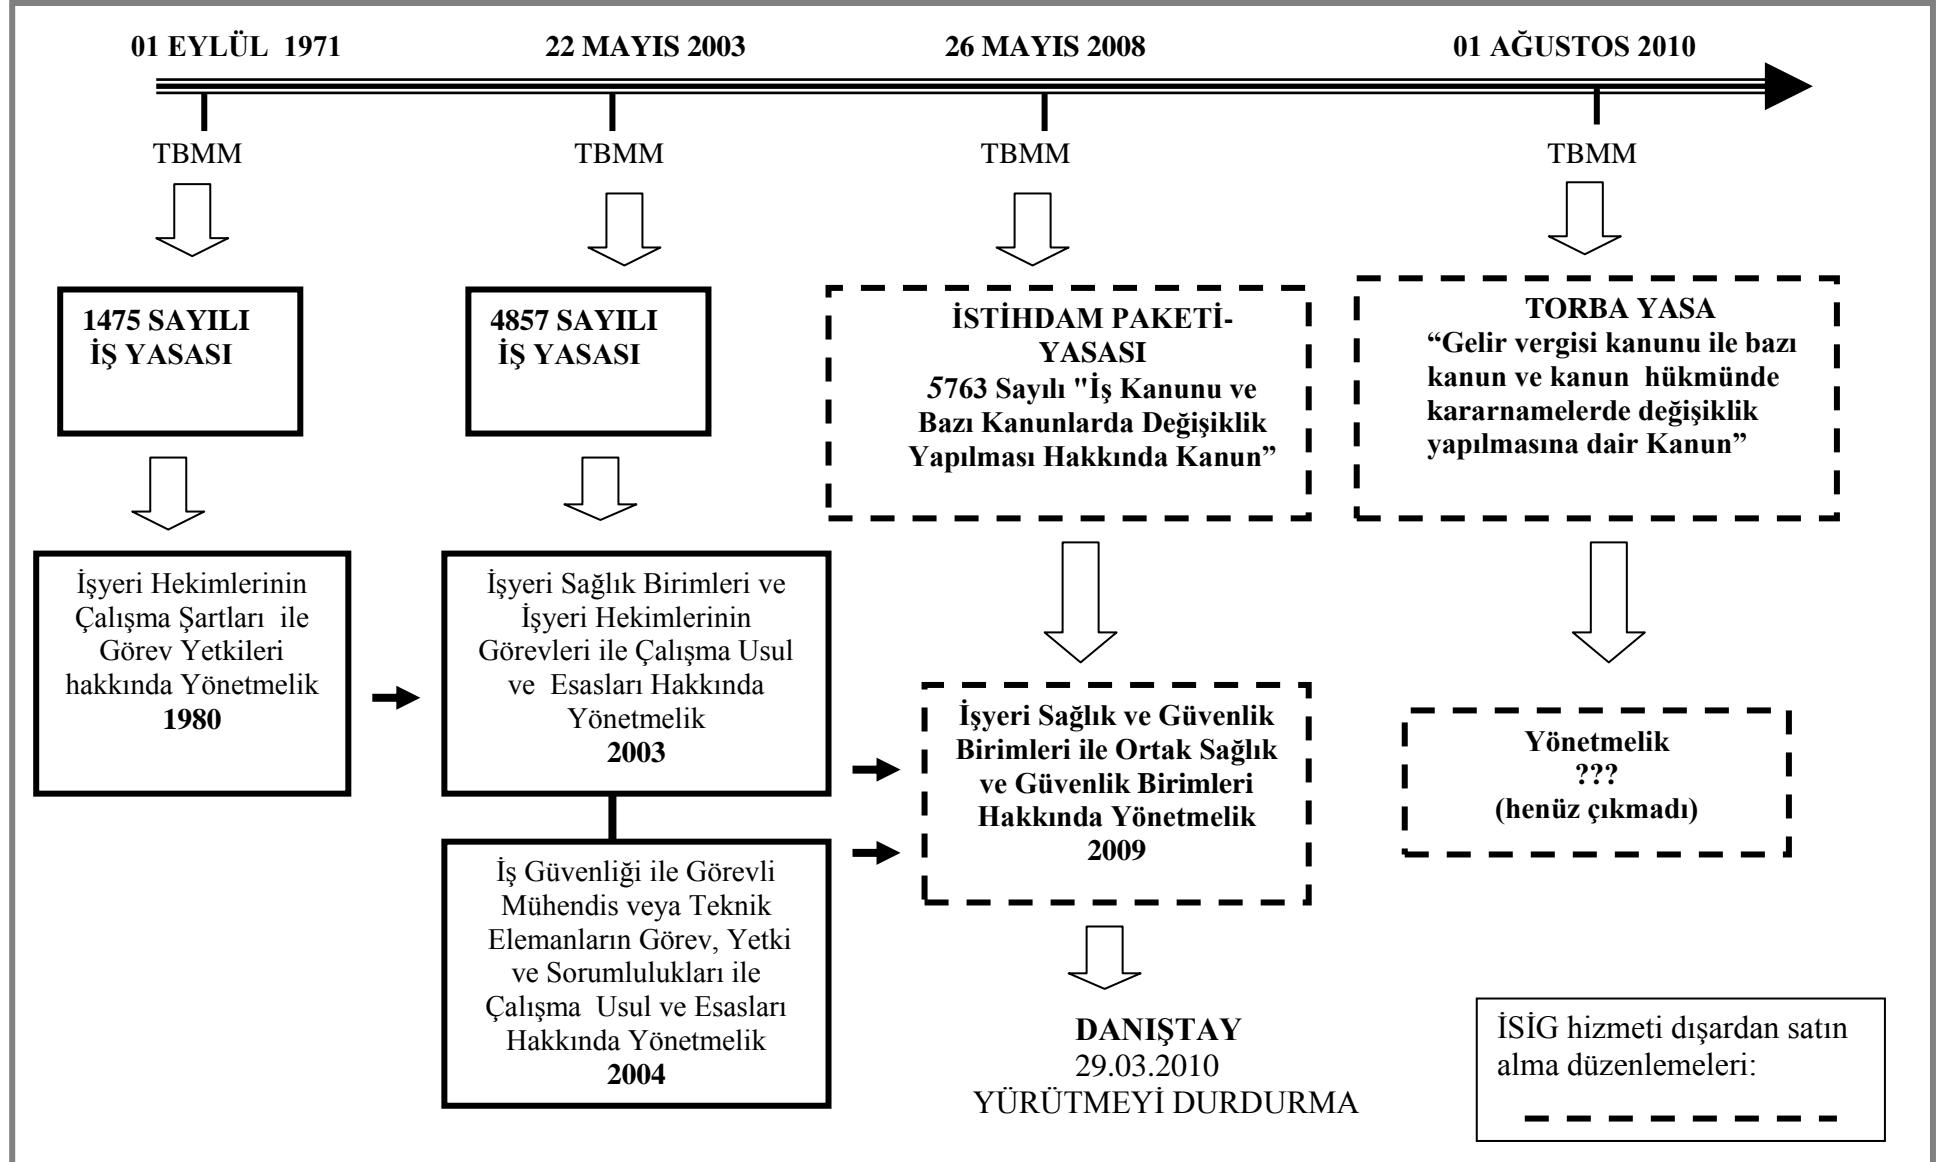 01 EYLÜL 1971
22 MAYIS 2003
26 MAYIS 2008
01 AĞUSTOS 2010
TBMM
TBMM
TBMM
TBMM
1475 SAYILI
İŞ YASASI
4857 SAYILI
İŞ YASASI
İSTİHDAM PAKETİ-
YASASI
5763 Sayılı "İş Kanunu ve
Bazı Kanunlarda Değişiklik
Yapılması Hakkında Kanun”
TORBA YASA
“Gelir vergisi kanunu ile bazı
kanun ve kanun hükmünde
kararnamelerde değişiklik
yapılmasına dair Kanun”
İşyeri Hekimlerinin
Çalışma Şartları ile
Görev Yetkileri
hakkında Yönetmelik
1980
İşyeri Sağlık Birimleri ve
İşyeri Hekimlerinin
Görevleri ile Çalışma Usul
ve Esasları Hakkında
Yönetmelik
2003
İş Güvenliği ile Görevli
Mühendis veya Teknik
Elemanların Görev, Yetki
ve Sorumlulukları ile
Çalışma Usul ve Esasları
Hakkında Yönetmelik
2004
İşyeri Sağlık ve Güvenlik
Birimleri ile Ortak Sağlık
ve Güvenlik Birimleri
Hakkında Yönetmelik
2009
DANIŞTAY
29.03.2010
YÜRÜTMEYİ DURDURMA
Yönetmelik
???
(henüz çıkmadı)
İSİG hizmeti dışardan satın
alma düzenlemeleri: